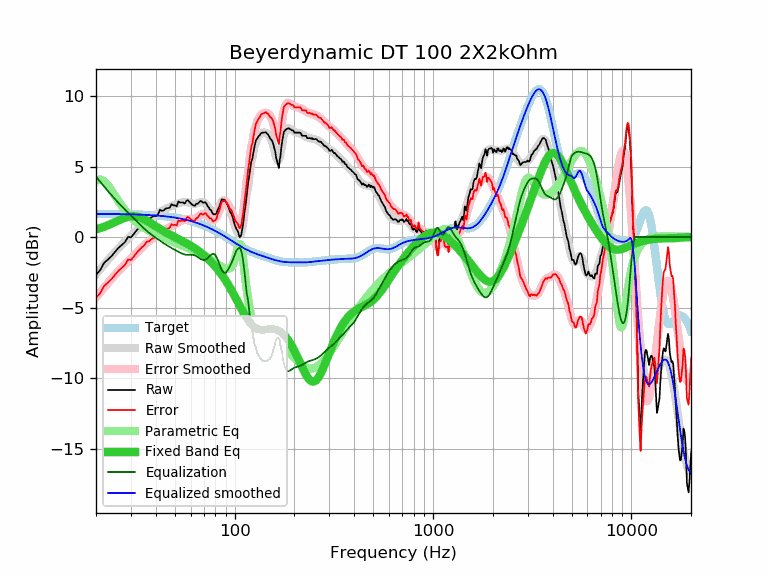 Beyerdynamic DT 100 2X2kOhm
10
5
0
−5
−10
−15
Amplitude (dBr)
Target
Raw Smoothed
Error Smoothed
Raw
Error
Parametric Eq
Fixed Band Eq
Equalization
Equalized smoothed
100
1000
10000
Frequency (Hz)